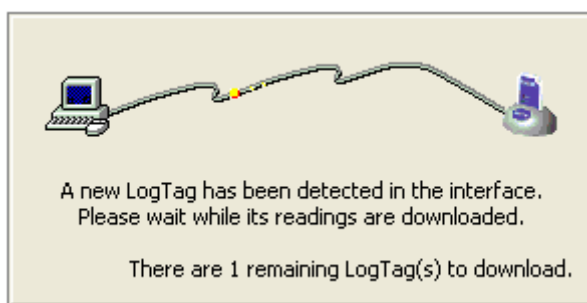 A new LogTag has been detected in the interface.
Please wait while its readings are downloaded.
There are 1 remaining LogTag(s) to download.